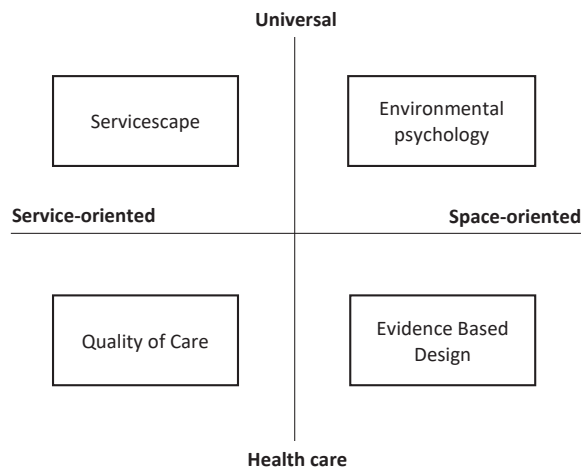 Universal
Servicescape
Environmental
psychology
Service-oriented
Space-oriented
Quality of Care
Evidence Based
Design
Health care